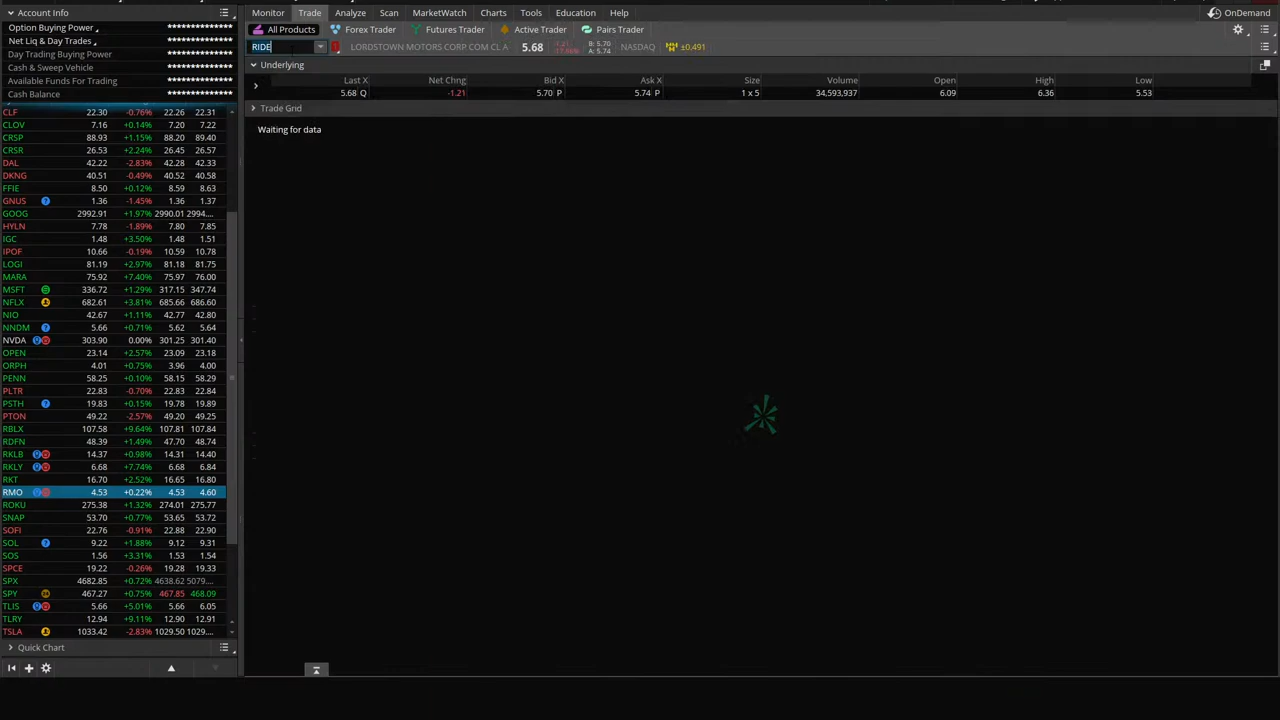 Account Info
Monitor Trade Analyze Scan MarketWatch Charts Tools Education Help OnDemand
Option Buying Power **************
All Products Forex Trader Futures Trader Active Trader Pairs Trader
Net Liq & Day Trades **************
RIDE LORDSTOWN MOTORS CORP COM CL A 5.68 -1.21 B: 5.70 A: 5.74 NASDAQ ±0.491
Day Trading Buying Power **************
Cash & Sweep Vehicle **************
Available Funds For Trading **************
Cash Balance **************
Underlying
Last X Net Chng Bid X Ask X Size Volume Open High Low
5.68 Q -1.21 5.70 P 5.74 P 1 x 5 34,593,937 6.09 6.36 5.53
Trade Grid
Waiting for data
CLF 22.30 -0.76% 22.26 22.31
CLOV 7.16 +0.14% 7.20 7.22
CRSP 88.93 +1.15% 88.20 89.40
CRSR 26.53 +2.24% 26.45 26.57
DAL 42.22 -2.83% 42.28 42.33
DKNG 40.51 -0.49% 40.52 40.58
FFIE 8.50 +0.12% 8.59 8.63
GNUS 1.36 -1.45% 1.36 1.37
GOOG 2992.91 +1.97% 2990.01 2994....
HYLN 7.78 -1.89% 7.80 7.85
IGC 1.48 +3.50% 1.48 1.51
IPOF 10.66 -0.19% 10.59 10.78
LOGI 81.19 +2.97% 81.18 81.75
MARA 75.92 +7.40% 75.97 76.00
MSFT 336.72 +1.29% 317.15 347.74
NFLX 682.61 +3.81% 685.66 686.60
NIO 42.67 +1.11% 42.77 42.80
NNDM 5.66 +0.71% 5.62 5.64
NVDA 303.90 0.00% 301.25 301.40
OPEN 23.14 +2.57% 23.09 23.18
ORPH 4.01 +0.75% 3.96 4.00
PENN 58.25 +0.10% 58.15 58.29
PLTR 22.83 -0.70% 22.83 22.84
PSTH 19.83 +0.15% 19.78 19.89
PTON 49.22 -2.57% 49.20 49.25
RBLX 107.58 +9.64% 107.81 107.84
RDFN 48.39 +1.49% 47.70 48.74
RKLB 14.37 +0.98% 14.31 14.40
RKLY 6.68 +7.74% 6.68 6.84
RKT 16.70 +2.52% 16.65 16.80
RMO 4.53 +0.22% 4.53 4.60
ROKU 275.38 +1.32% 274.01 275.77
SNAP 53.70 +0.77% 53.65 53.72
SOFI 22.76 -0.91% 22.88 22.90
SOL 9.22 +1.88% 9.12 9.31
SOS 1.56 +3.31% 1.53 1.54
SPCE 19.22 -0.26% 19.28 19.33
SPX 4682.85 +0.72% 4638.62 5079....
SPY 467.27 +0.75% 467.85 468.09
TLIS 5.66 +5.01% 5.66 6.05
TLRY 12.94 +9.11% 12.90 12.91
TSLA 1033.42 -2.83% 1029.50 1029....
Quick Chart